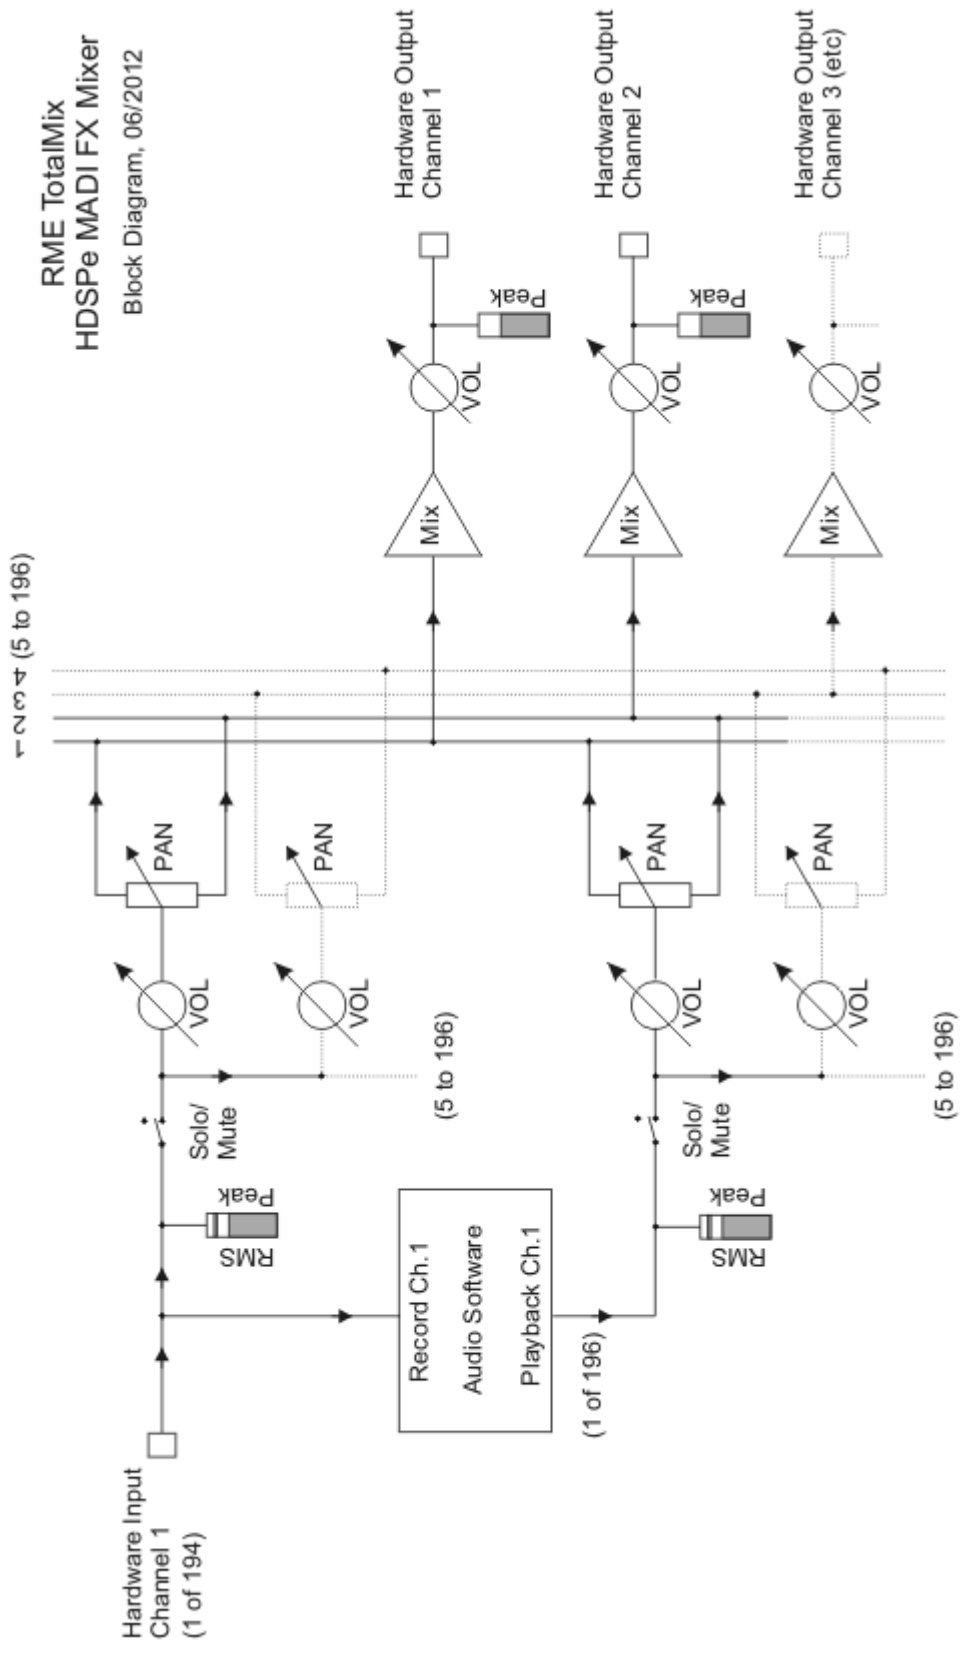 RME TotalMix
HDSPe MADI FX Mixer
Block Diagram, 06/2012
Hardware Input
Channel 1
(1 of 194)
RMS
Peak
Solo/
Mute
VOL
PAN
VOL
PAN
(5 to 196)
1 2 3 4 (5 to 196)
Record Ch.1
Audio Software
Playback Ch.1
(1 of 196)
RMS
Peak
Solo/
Mute
VOL
PAN
VOL
PAN
(5 to 196)
Mix
VOL
Peak
Hardware Output
Channel 1
Mix
VOL
Peak
Hardware Output
Channel 2
Mix
VOL
Hardware Output
Channel 3 (etc)